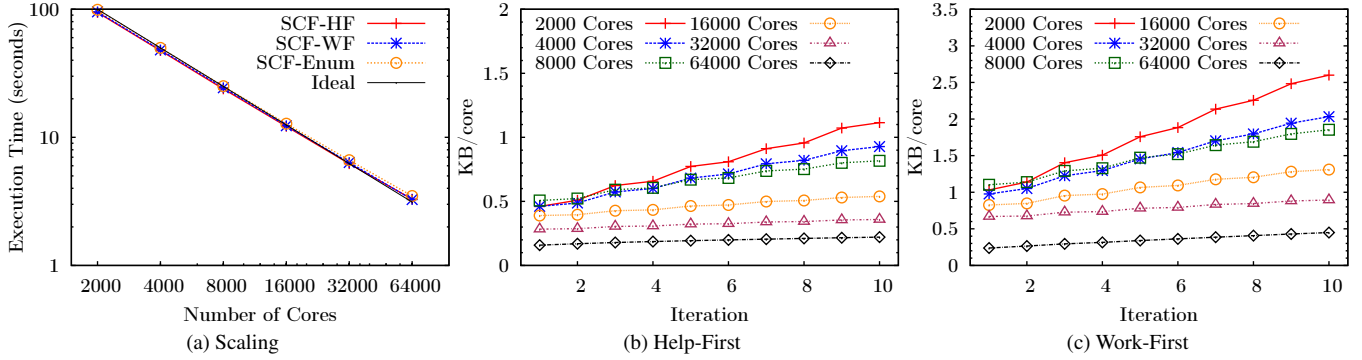 100
10
1
Execution Time (seconds)
SCF-HF
SCF-WF
SCF-Enum
Ideal
2000 4000 8000 16000 32000 64000
Number of Cores
(a) Scaling
2
1.5
1
0.5
0
KB/core
2000 Cores 16000 Cores
4000 Cores 32000 Cores
8000 Cores 64000 Cores
2 4 6 8 10
Iteration
(b) Help-First
3.5
3
2.5
2
1.5
1
0.5
0
KB/core
2000 Cores 16000 Cores
4000 Cores 32000 Cores
8000 Cores 64000 Cores
2 4 6 8 10
Iteration
(c) Work-First